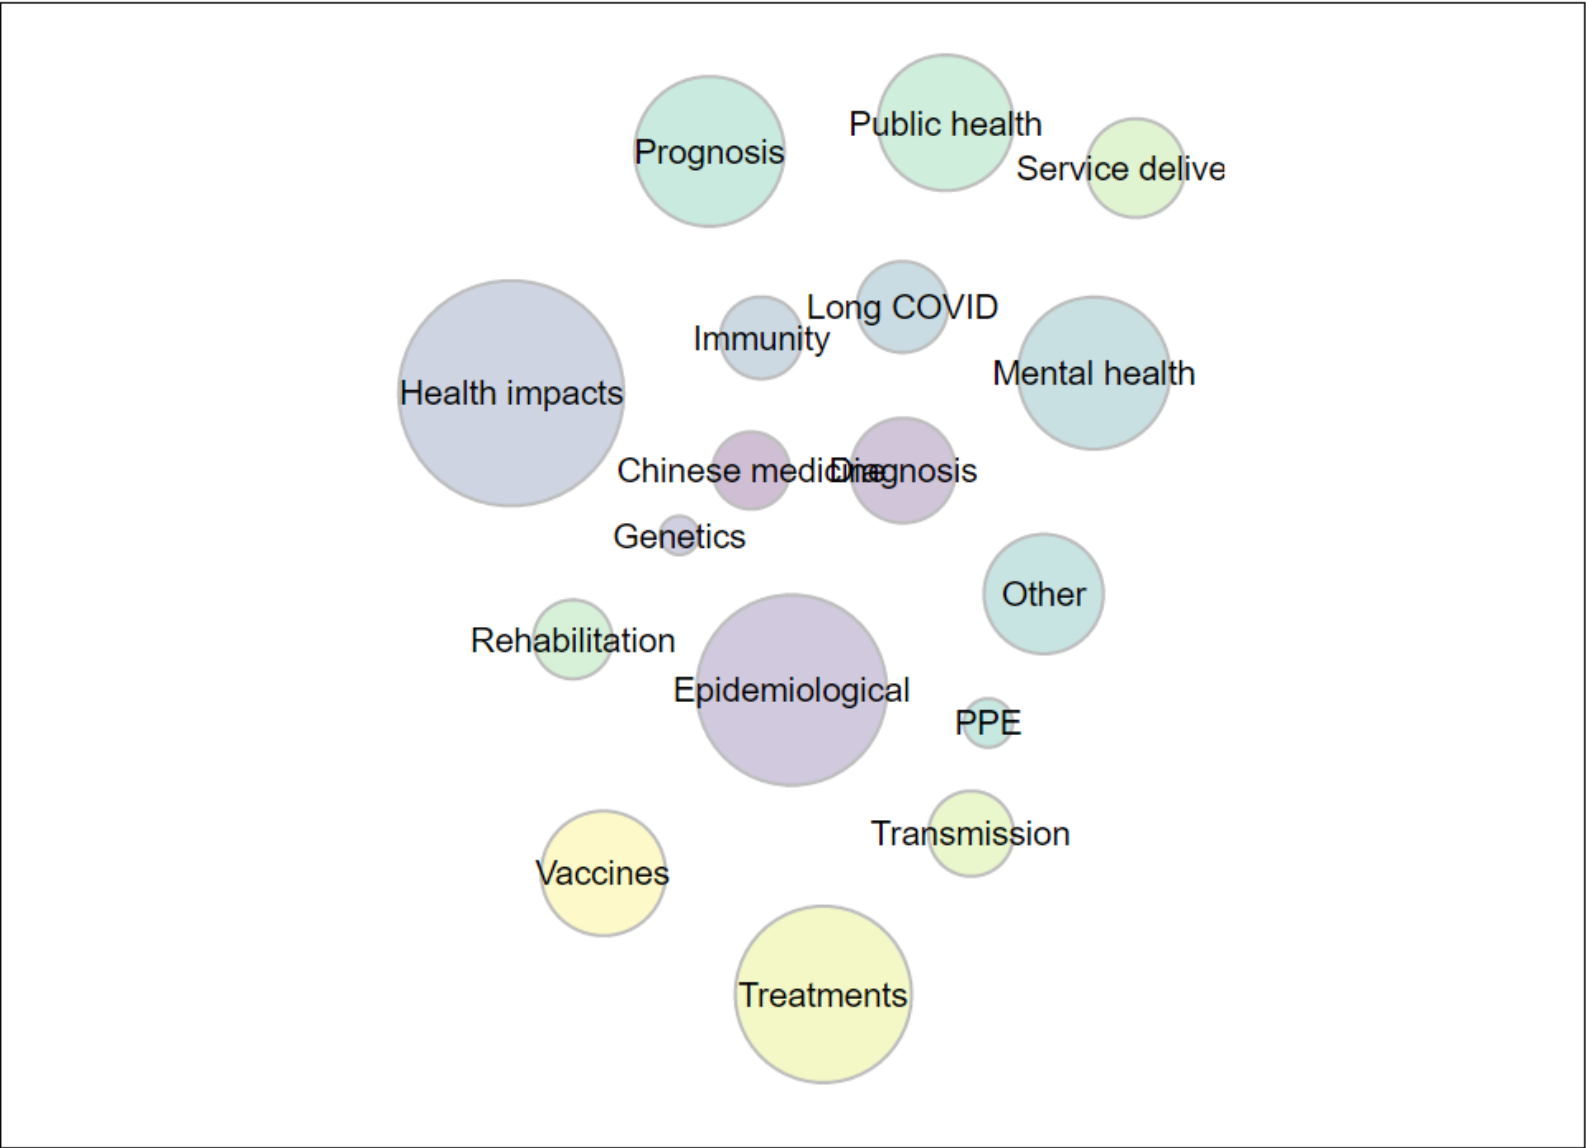 Public health
Prognosis
Service delive
Long COVID
Immunity
Mental health
Health impacts
Chinese medicine
Diagnosis
Genetics
Other
Rehabilitation
Epidemiological
PPE
Transmission
Vaccines
Treatments